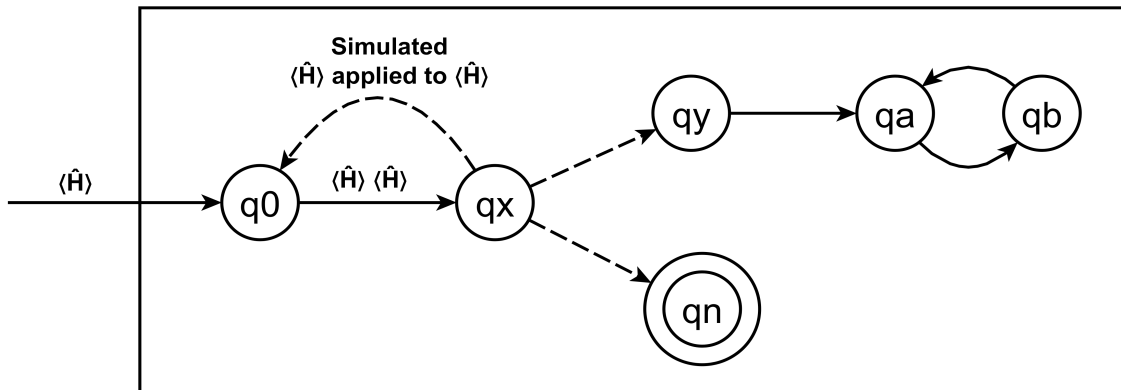 Simulated
⟨Ĥ⟩ applied to ⟨Ĥ⟩
qy
qa
qb
⟨Ĥ⟩
q0
⟨Ĥ⟩ ⟨Ĥ⟩
qx
qn